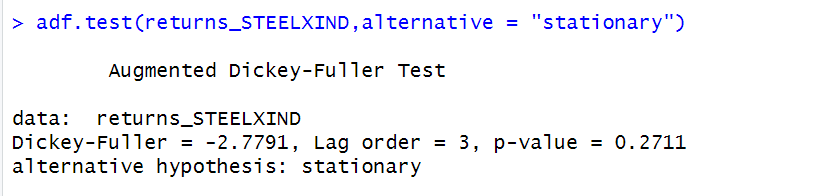 > adf.test(returns_STEELXIND,alternative = "stationary")
Augmented Dickey-Fuller Test
data:  returns_STEELXIND
Dickey-Fuller = -2.7791, Lag order = 3, p-value = 0.2711
alternative hypothesis: stationary